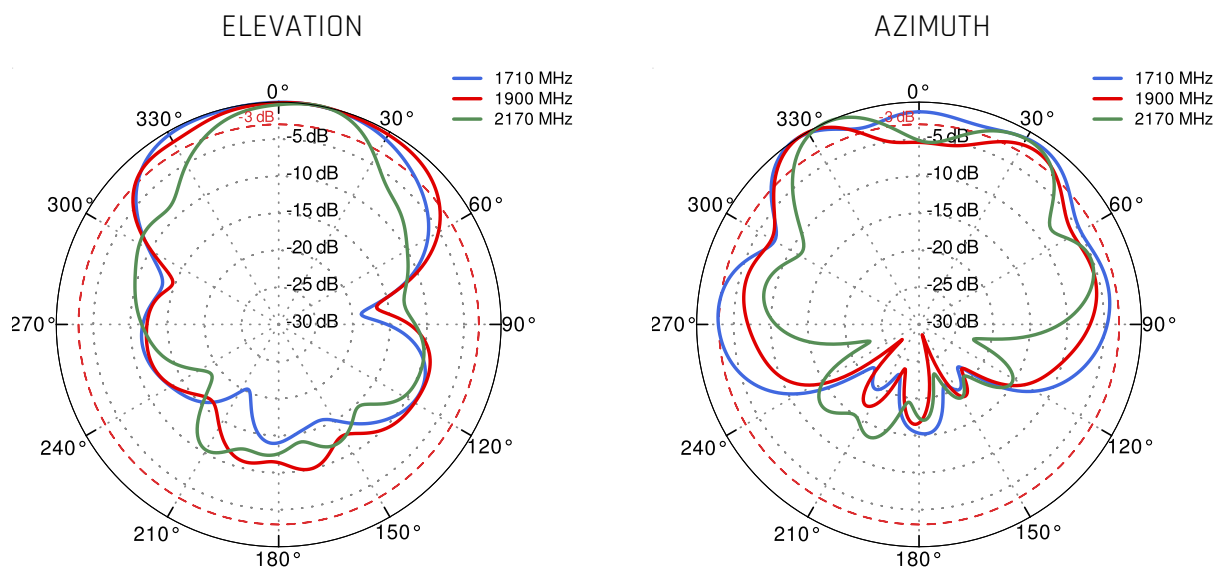 ELEVATION
1710 MHz
1900 MHz
2170 MHz
0°
330°
30°
-3 dB
-5 dB
-10 dB
300°
60°
-15 dB
-20 dB
-25 dB
270°
-30 dB
90°
240°
120°
210°
150°
180°
AZIMUTH
1710 MHz
1900 MHz
2170 MHz
0°
330°
30°
-3 dB
-5 dB
-10 dB
300°
60°
-15 dB
-20 dB
-25 dB
270°
-30 dB
90°
240°
120°
210°
150°
180°